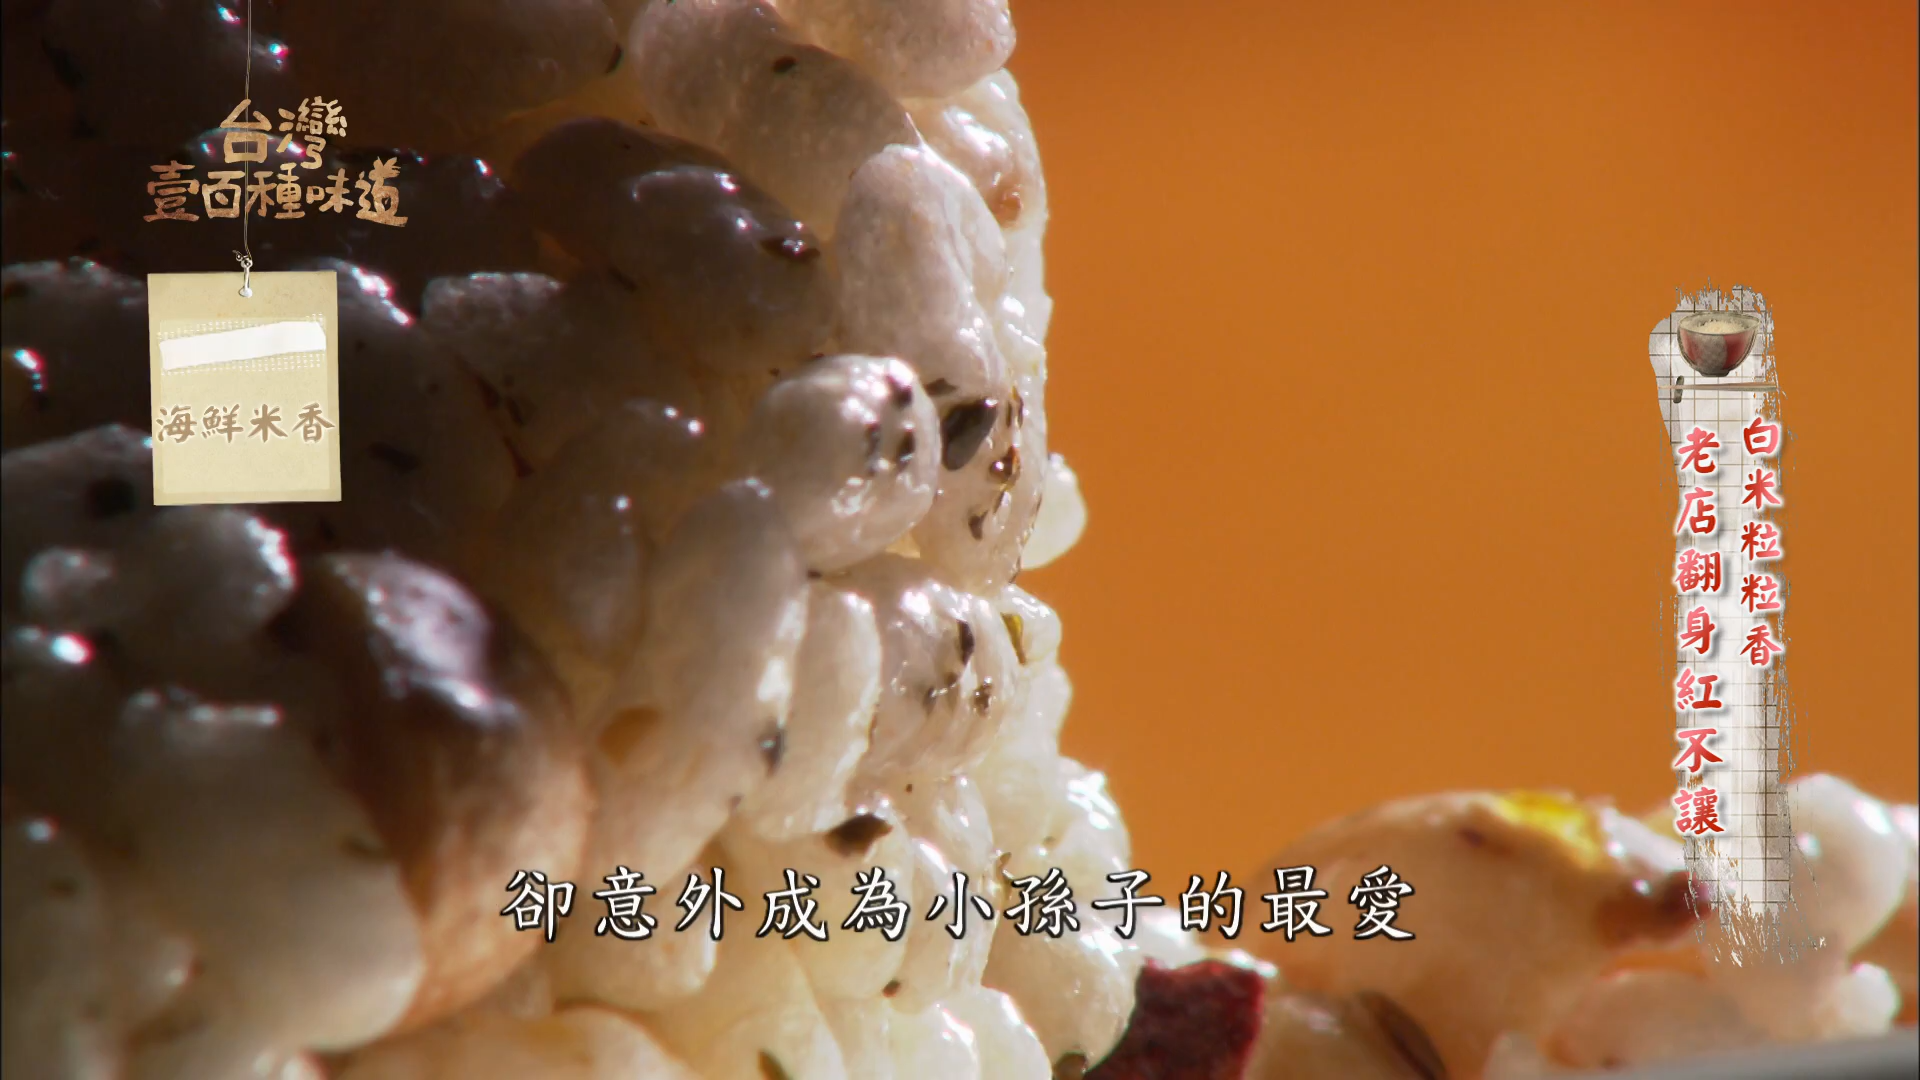 台灣
壹百種味道
海鮮米香
白米粒粒香
老店翻身紅不讓
卻意外成為小孫子的最愛